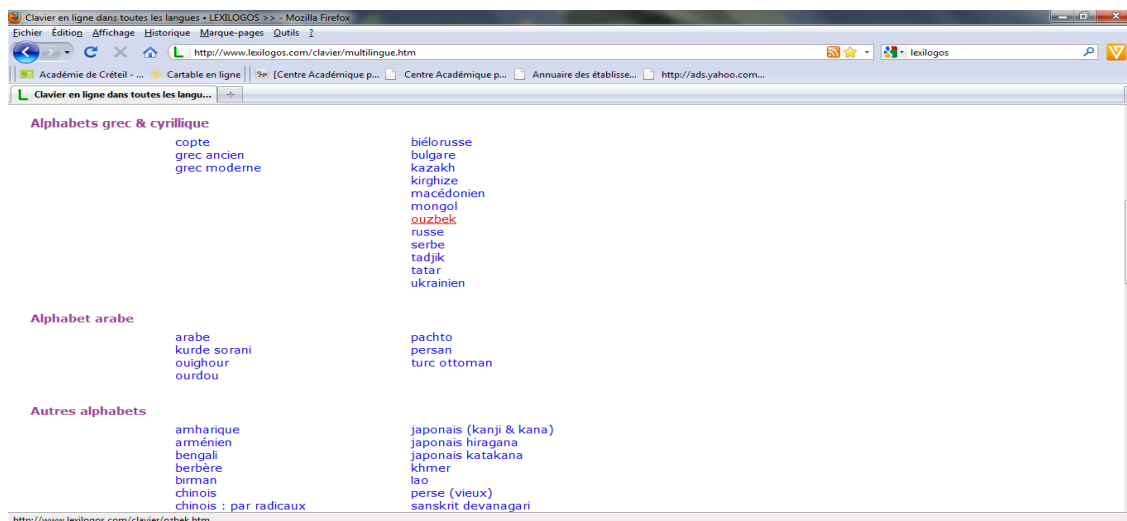 Clavier en ligne dans toutes les langues • LEXILOGOS >> - Mozilla Firefox
Fichier Édition Affichage Historique Marque-pages Outils ?
http://www.lexilogos.com/clavier/multilingue.htm lexilogos
Académie de Créteil - ... Cartable en ligne [Centre Académique p... Centre Académique p... Annuaire des établisse... http://ads.yahoo.com...
Clavier en ligne dans toutes les langu...
Alphabets grec & cyrillique
copte biélorusse
grec ancien bulgare
grec moderne kazakh
kirghize
macédonien
mongol
ouzbek
russe
serbe
tadjik
tatar
ukrainien
Alphabet arabe
arabe pachto
kurde sorani persan
ouighour turc ottoman
ourdou
Autres alphabets
amharique japonais (kanji & kana)
arménien japonais hiragana
bengali japonais katakana
berbère khmer
birman lao
chinois perse (vieux)
chinois : par radicaux sanskrit devanagari
http://www.lexilogos.com/clavier/ozbek.htm